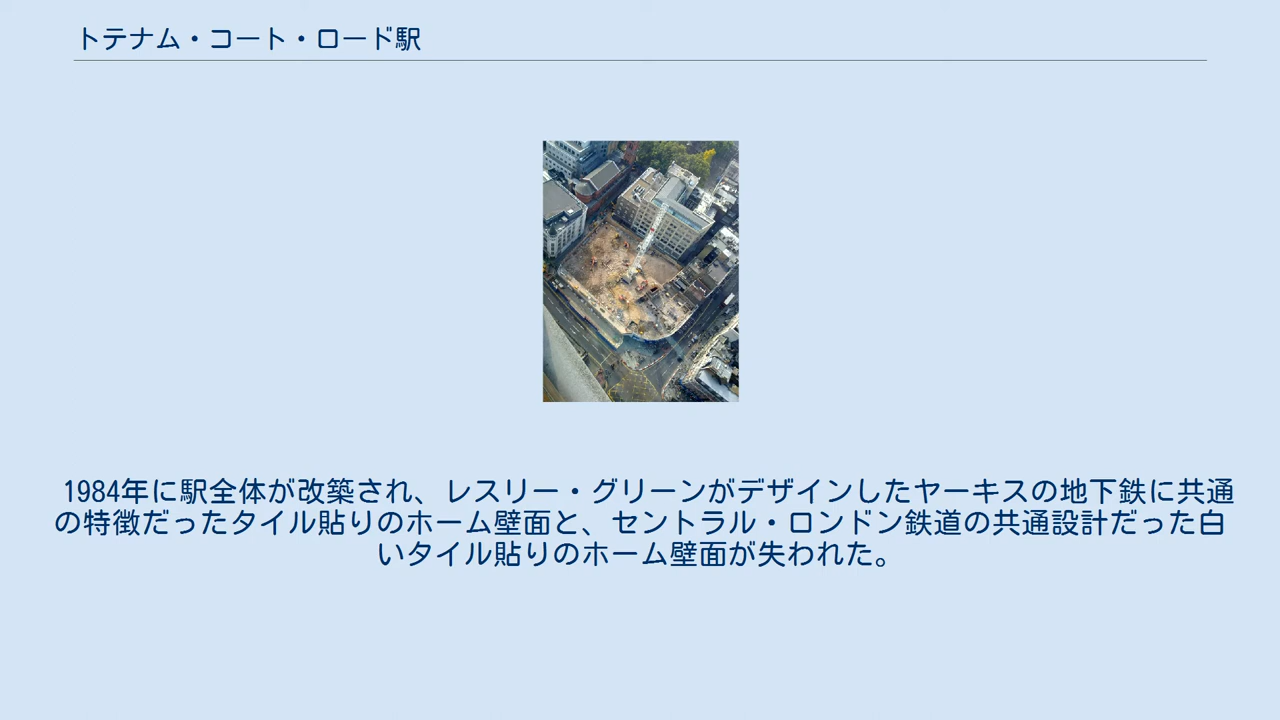 トテナム・コート・ロード駅
1984年に駅全体が改築され、レスリー・グリーンがデザインしたヤーキスの地下鉄に共通
の特徴だったタイル貼りのホーム壁面と、セントラル・ロンドン鉄道の共通設計だった白
いタイル貼りのホーム壁面が失われた。